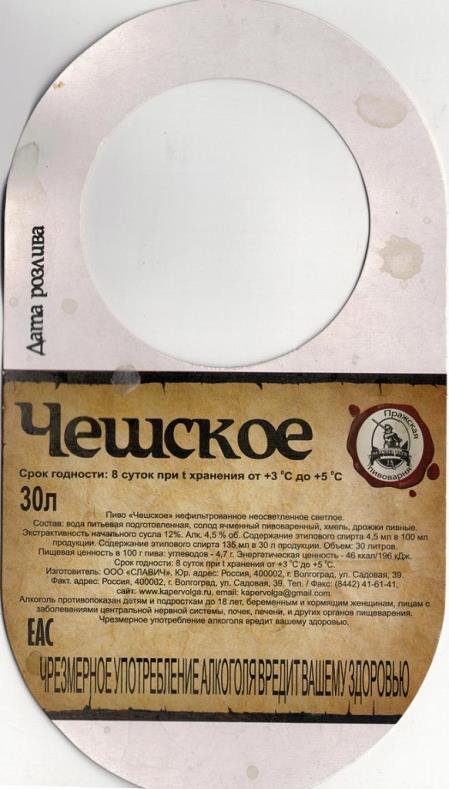 Дата розлива
Чешское
Пражская
пивоварня
Срок годности: 8 суток при t хранения от +3 °С до +5 °С
30л
Пиво «Чешское» нефильтрованное неосветленное светлое.
Состав: вода питьевая подготовленная, солод ячменный пивоваренный, хмель, дрожжи пивные.
Экстрактивность начального сусла 12%. Алк. 4,5 % об. Содержание этилового спирта 4,5 мл в 100 мл
продукции. Содержание этилового спирта 135 мл в 30 л продукции. Объем: 30 литров.
Пищевая ценность в 100 г пива: углеводов - 4,7 г. Энергетическая ценность - 46 ккал/196 кДж.
Срок годности: 8 суток при t хранения от +3 °С до +5 °С.
Изготовитель: ООО «СЛАВИЧ», Юр. адрес: Россия, 400002, г. Волгоград, ул. Садовая, 39.
Факт. адрес: Россия, 400002, г. Волгоград, ул. Садовая, 39. Тел. / Факс: (8442) 41-61-41,
сайт: www.kapervolga.ru, email: kapervolga@gmail.com
Алкоголь противопоказан детям и подросткам до 18 лет, беременным и кормящим женщинам, лицам с
заболеваниями центральной нервной системы, почек, печени, и других органов пищеварения.
Чрезмерное употребление алкоголя вредит вашему здоровью.
ЕАС
ЧРЕЗМЕРНОЕ УПОТРЕБЛЕНИЕ АЛКОГОЛЯ ВРЕДИТ ВАШЕМУ ЗДОРОВЬЮ